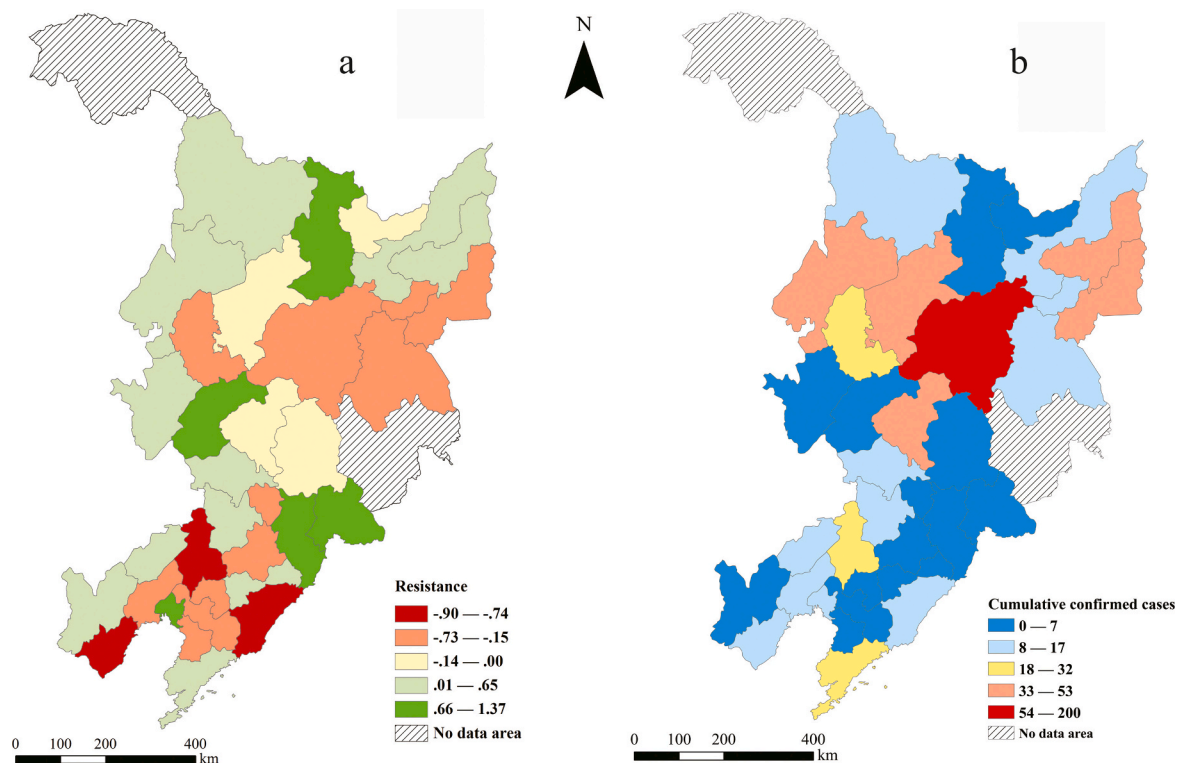 a
N
b
Resistance
-.90 — -.74
-.73 — -.15
-.14 — .00
.01 — .65
.66 — 1.37
No data area
0 100 200 400
km
Cumulative confirmed cases
0 — 7
8 — 17
18 — 32
33 — 53
54 — 200
No data area
0 100 200 400
km